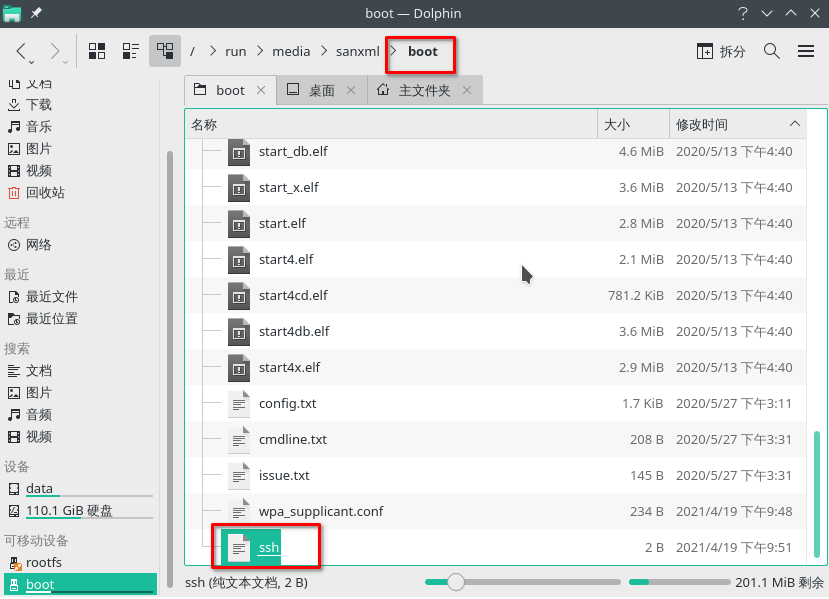 boot — Dolphin
/ > run > media > sanxml > boot
拆分
文档
下载
音乐
图片
视频
回收站
远程
网络
最近
最近文件
最近位置
搜索
文档
图片
音频
视频
设备
data
110.1 GiB 硬盘
可移动设备
rootfs
boot
boot 桌面 主文件夹
名称 大小 修改时间
start_db.elf 4.6 MiB 2020/5/13 下午4:40
start_x.elf 3.6 MiB 2020/5/13 下午4:40
start.elf 2.8 MiB 2020/5/13 下午4:40
start4.elf 2.1 MiB 2020/5/13 下午4:40
start4cd.elf 781.2 KiB 2020/5/13 下午4:40
start4db.elf 3.6 MiB 2020/5/13 下午4:40
start4x.elf 2.9 MiB 2020/5/13 下午4:40
config.txt 1.7 KiB 2020/5/27 下午3:11
cmdline.txt 208 B 2020/5/27 下午3:31
issue.txt 145 B 2020/5/27 下午3:31
wpa_supplicant.conf 234 B 2021/4/19 下午9:48
ssh 2 B 2021/4/19 下午9:51
ssh (纯文本文档, 2 B) 201.1 MiB 剩余